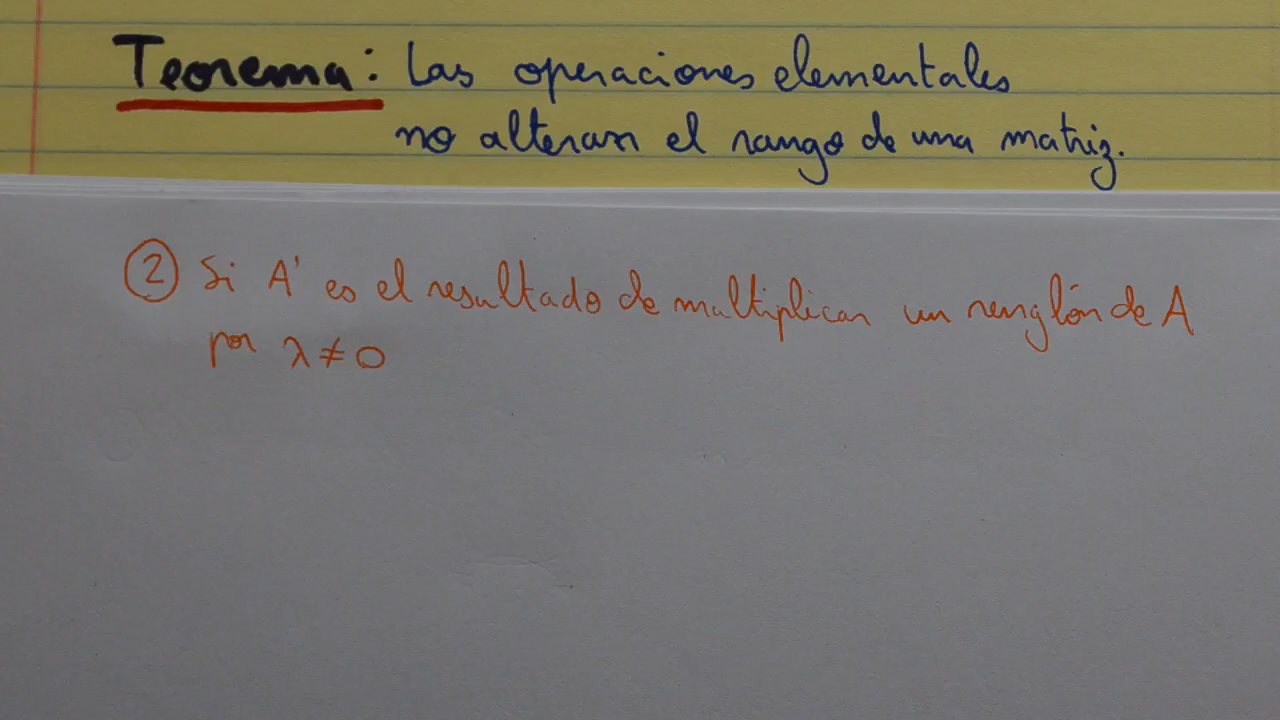 Teorema: Las operaciones elementales
no alteran el rango de una matriz.
② Si A' es el resultado de multiplicar un renglón de A
por λ ≠ 0